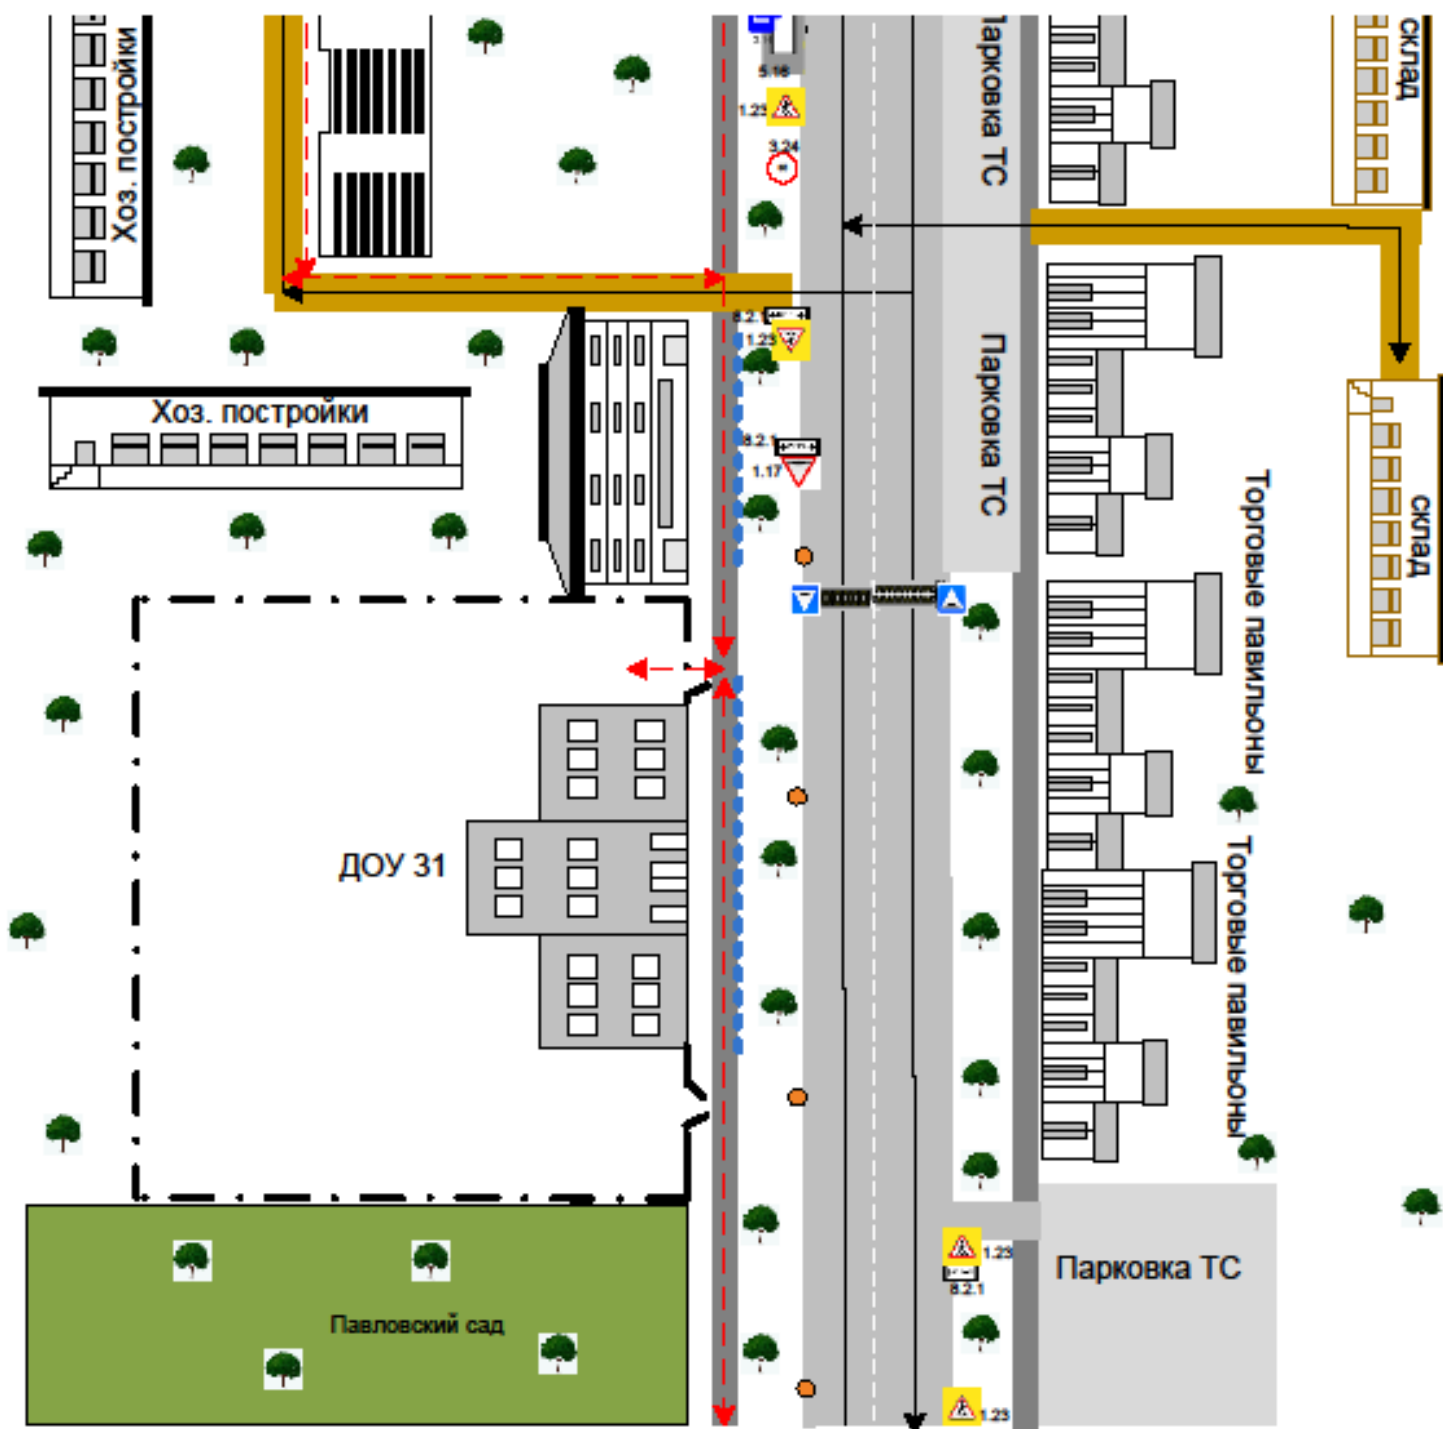 Хоз. постройки
5.16
1.23
3.24
Парковка ТС
склад
8.2.1
1.23
Хоз. постройки
8.2.1
1.17
Парковка ТС
Торговые павильоны
склад
ДОУ 31
Торговые павильоны
1.23
8.2.1
Парковка ТС
Павловский сад
1.23